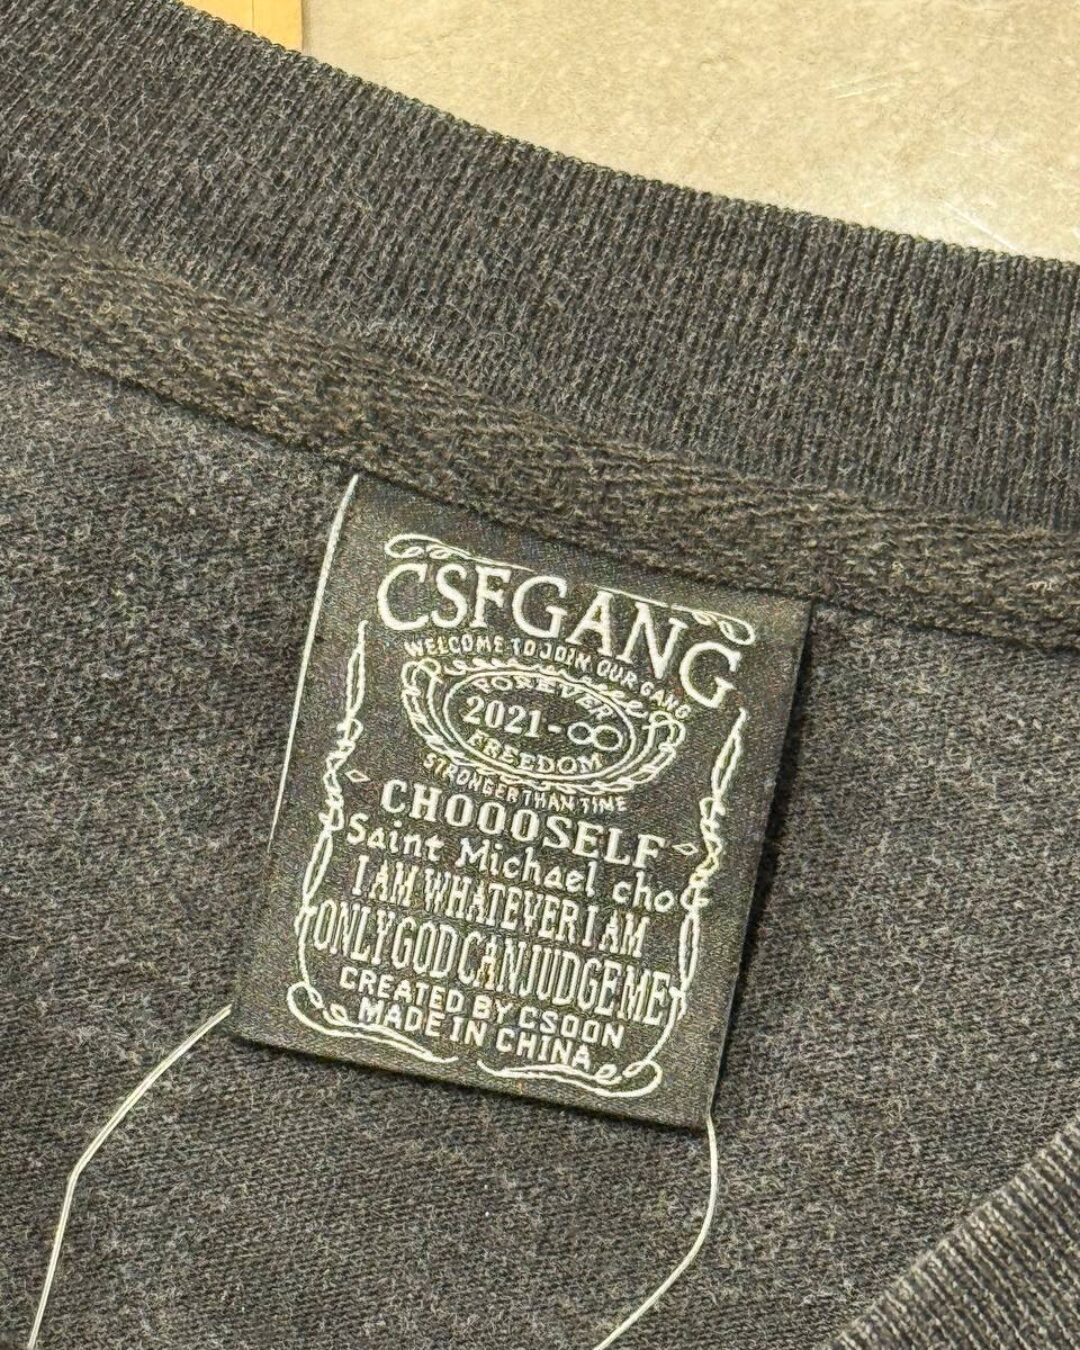 CSFGANG
WELCOME TO JOIN OUR GANG
FOREVER
2021-∞
FREEDOM
STRONGER THAN TIME
CHOOOSELF
Saint Michael choc
I AM WHATEVER I AM
ONLY GOD CAN JUDGE ME
CREATED BY CSOON
MADE IN CHINA